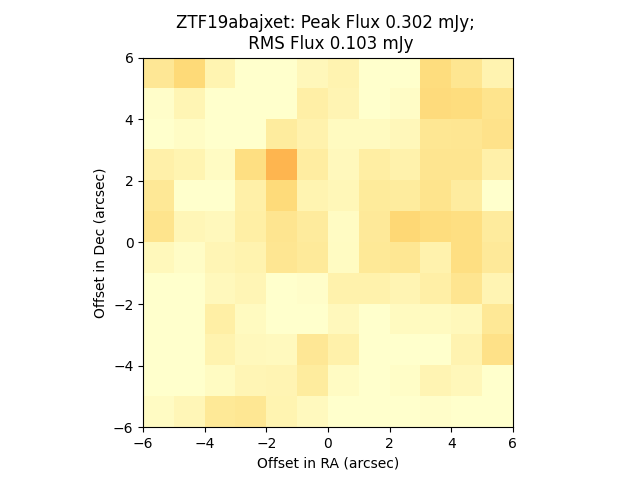 ZTF19abajxet: Peak Flux 0.302 mJy;
RMS Flux 0.103 mJy
6
4
2
0
−2
−4
−6
Offset in Dec (arcsec)
−6 −4 −2 0 2 4 6
Offset in RA (arcsec)